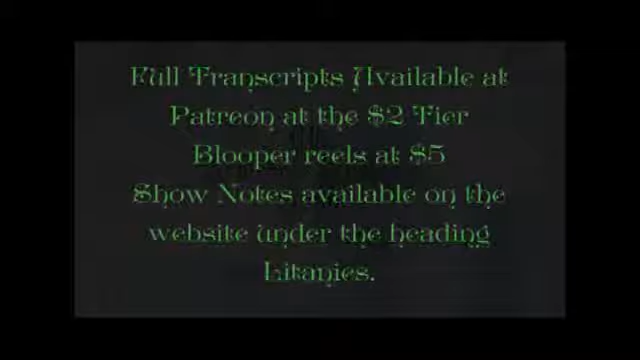 Full Transcripts Available at
Patreon at the $2 Tier
Blooper reels at $5
Show Notes available on the
website under the heading
Litanies.